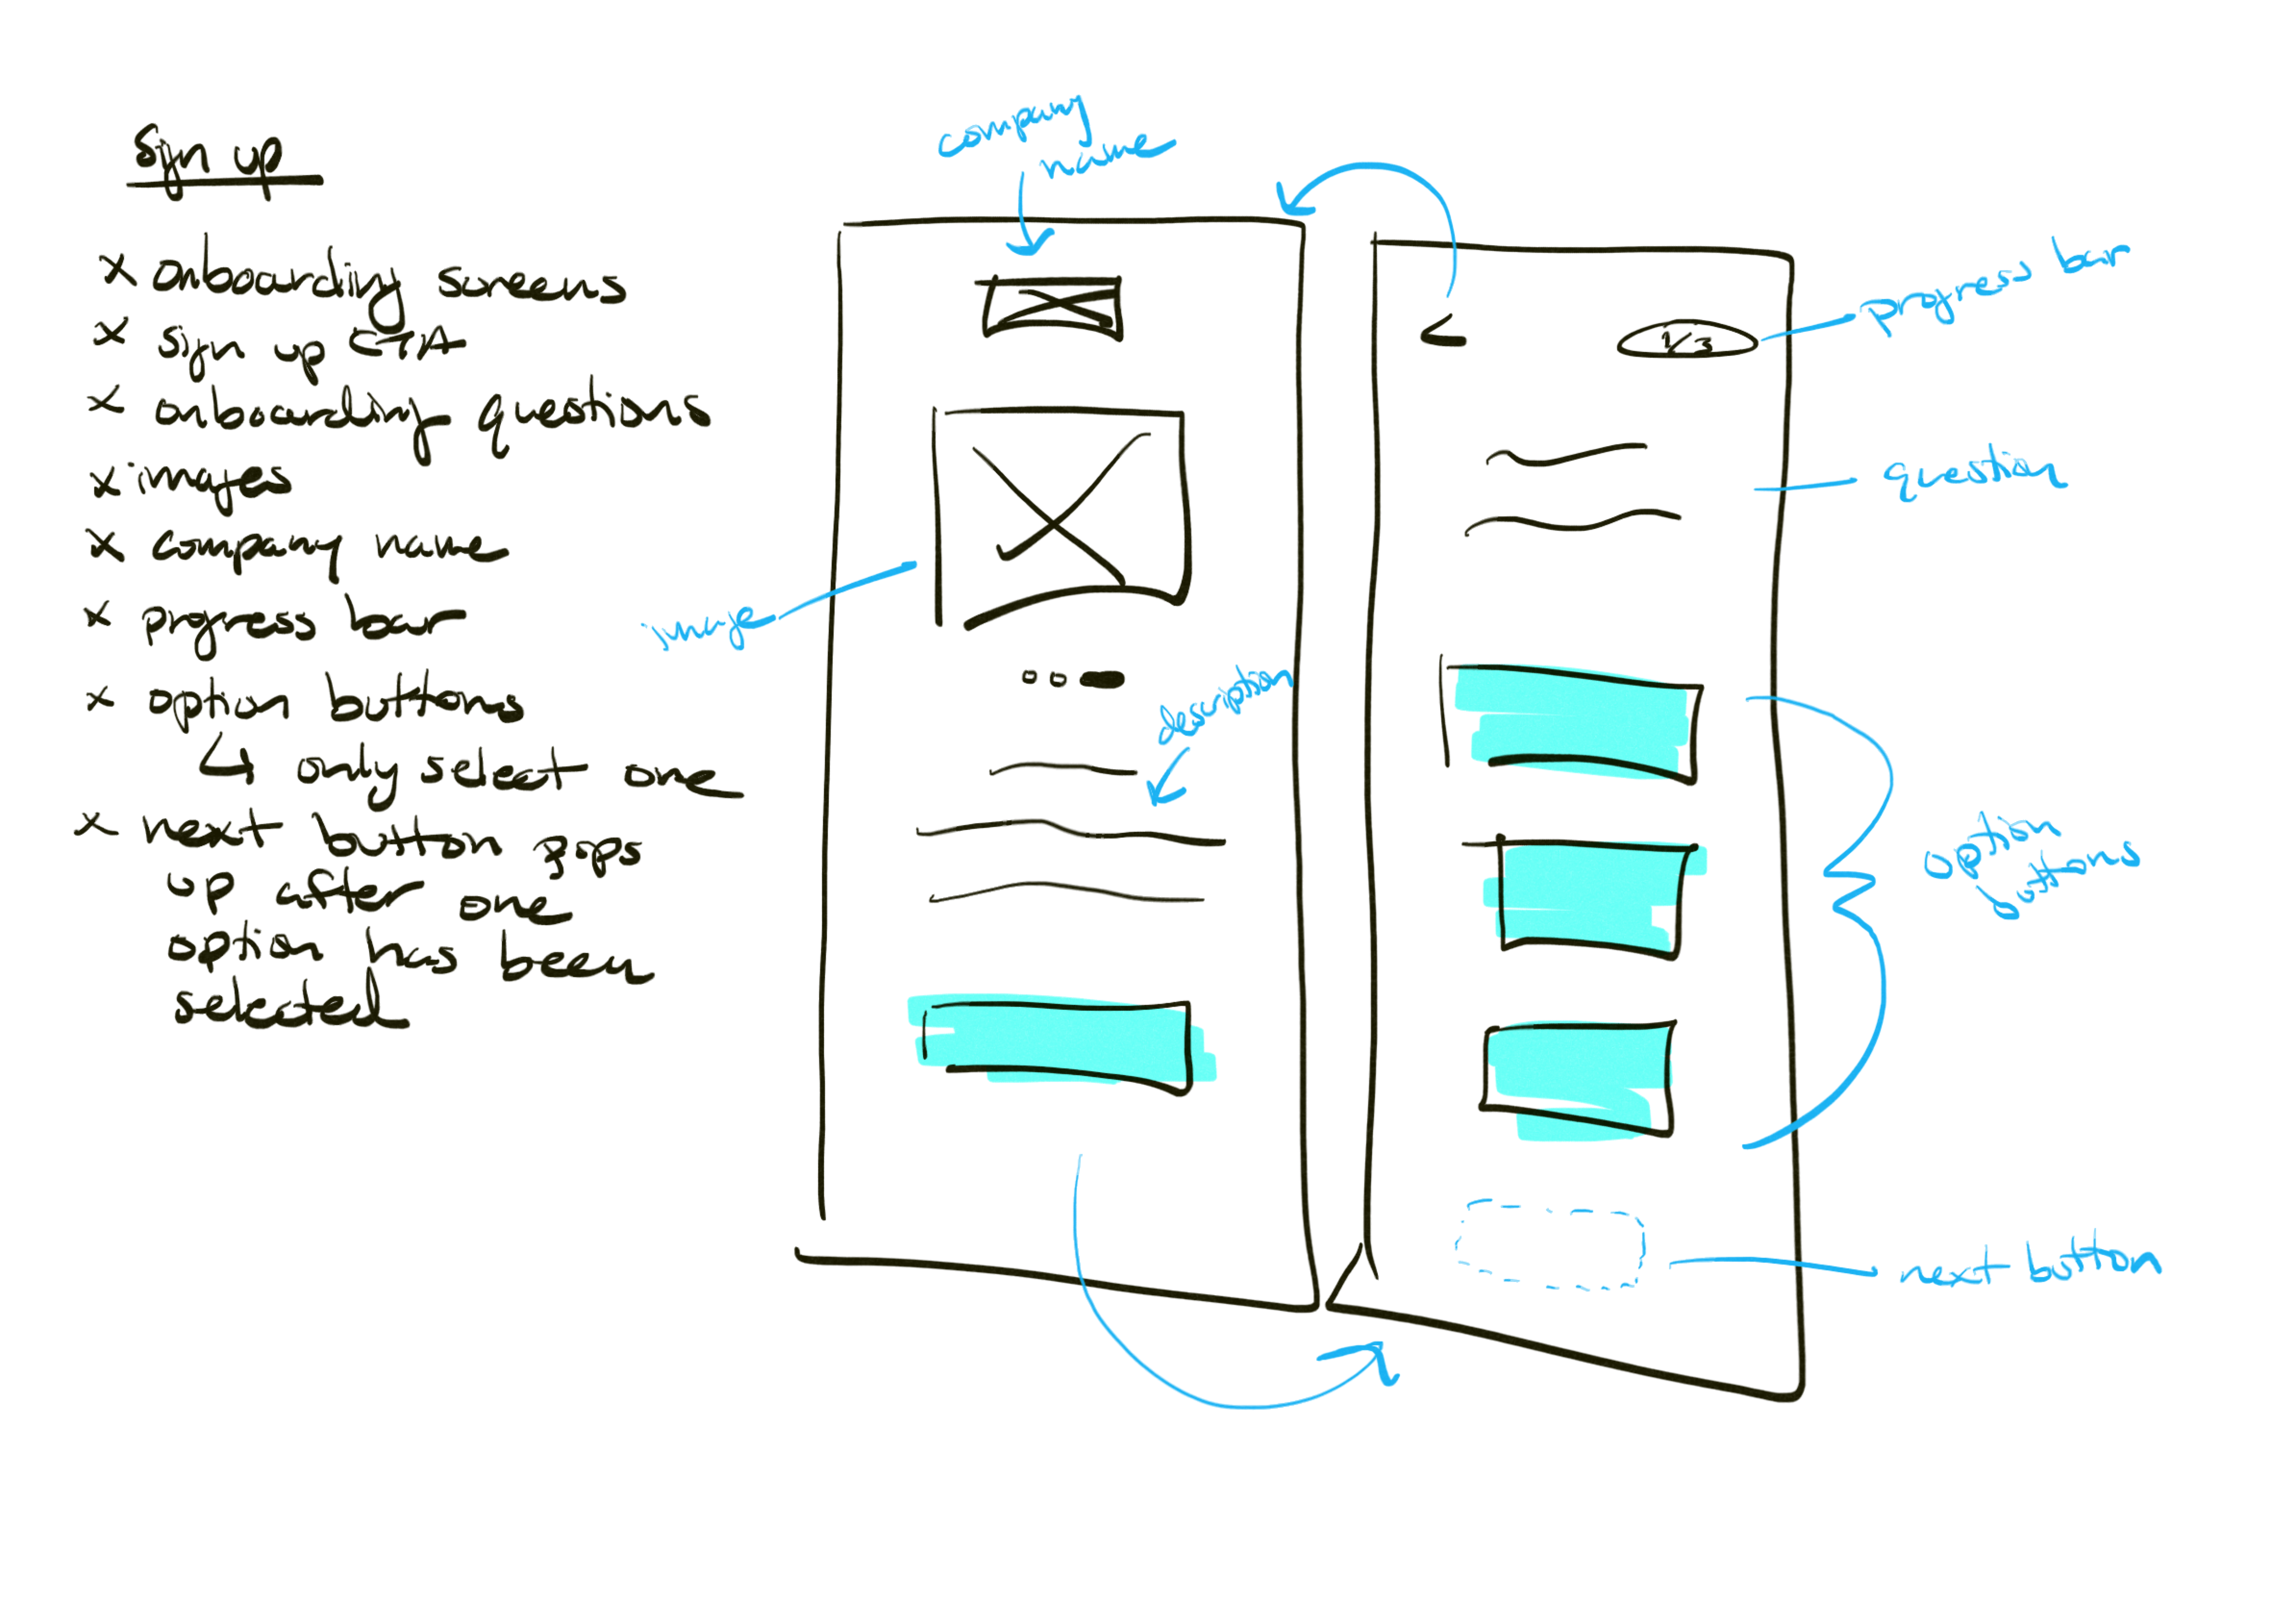 Sign up
x onboarding screens
x sign up CTA
x onboarding questions
x images
x company name
x progress bar
x option buttons
↳ only select one
x next button pops
up after one
option has been
selected
company
name
image
description
<
1/3
progress bar
question
option
buttons
next button